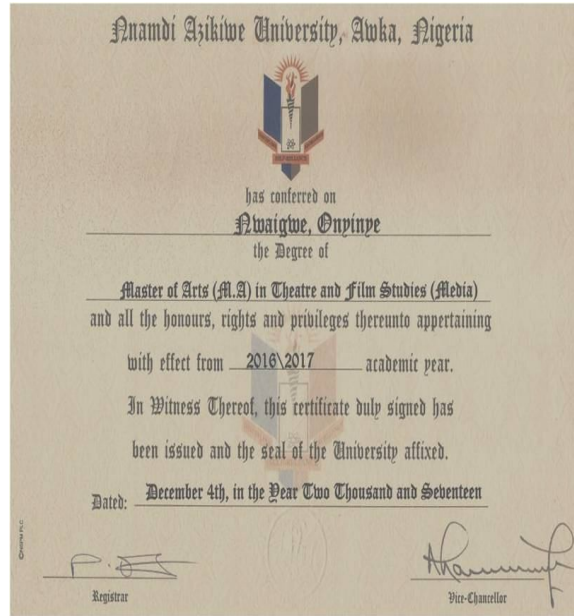 Nnamdi Azikiwe University, Awka, Nigeria
has conferred on
Nwaigwe, Onyinye
the Degree of
Master of Arts (M.A) in Theatre and Film Studies (Media)
and all the honours, rights and privileges thereunto appertaining
with effect from 2016\2017 academic year.
In Witness Thereof, this certificate duly signed has
been issued and the seal of the University affixed.
Dated: December 4th, in the Year Two Thousand and Seventeen
©NSPM PLC
Registrar
Vice-Chancellor